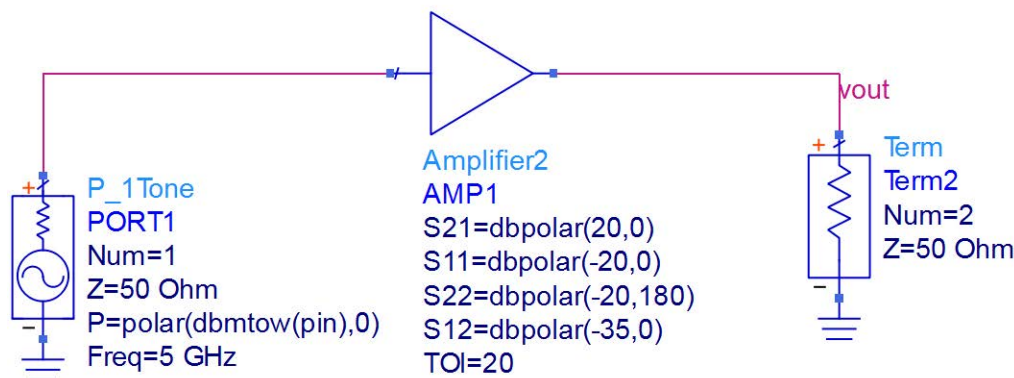 vout
P_1Tone
PORT1
Num=1
Z=50 Ohm
P=polar(dbmtow(pin),0)
Freq=5 GHz
Amplifier2
AMP1
S21=dbpolar(20,0)
S11=dbpolar(-20,0)
S22=dbpolar(-20,180)
S12=dbpolar(-35,0)
TOI=20
Term
Term2
Num=2
Z=50 Ohm